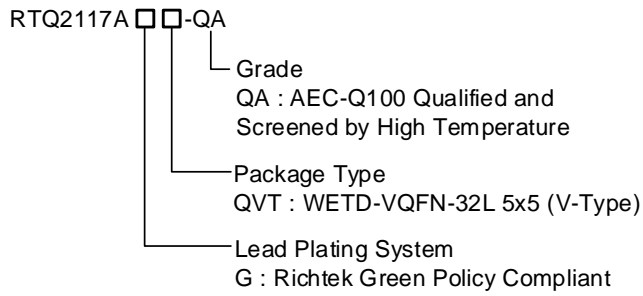 RTQ2117A □ □-QA
Grade
QA : AEC-Q100 Qualified and
Screened by High Temperature
Package Type
QVT : WETD-VQFN-32L 5x5 (V-Type)
Lead Plating System
G : Richtek Green Policy Compliant